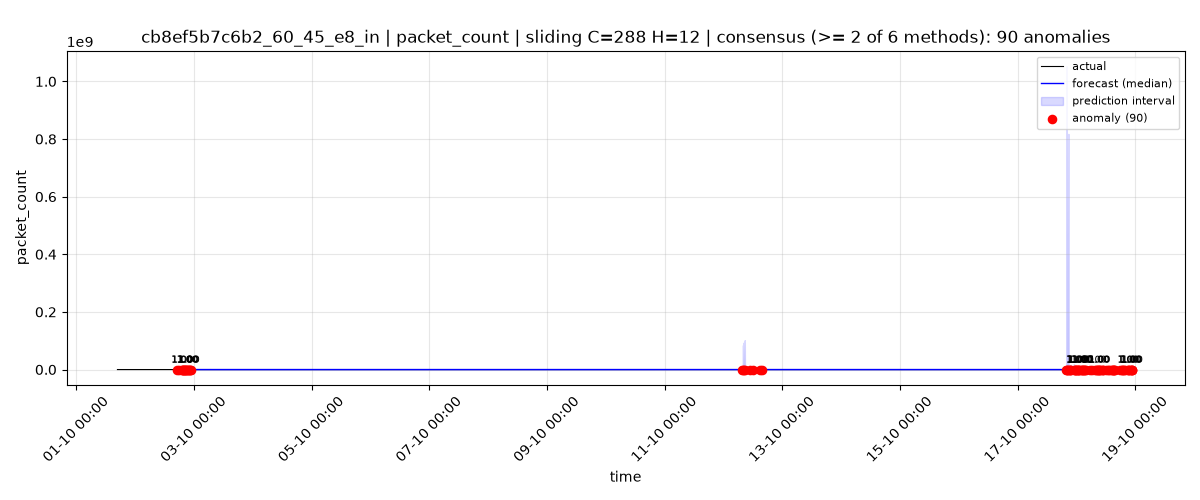 cb8ef5b7c6b2_60_45_e8_in | packet_count | sliding C=288 H=12 | consensus (>= 2 of 6 methods): 90 anomalies
1e9
1.0
0.8
0.6
0.4
0.2
0.0
packet_count
actual
forecast (median)
prediction interval
anomaly (90)
01-10 00:00
03-10 00:00
05-10 00:00
07-10 00:00
09-10 00:00
11-10 00:00
13-10 00:00
15-10 00:00
17-10 00:00
19-10 00:00
time